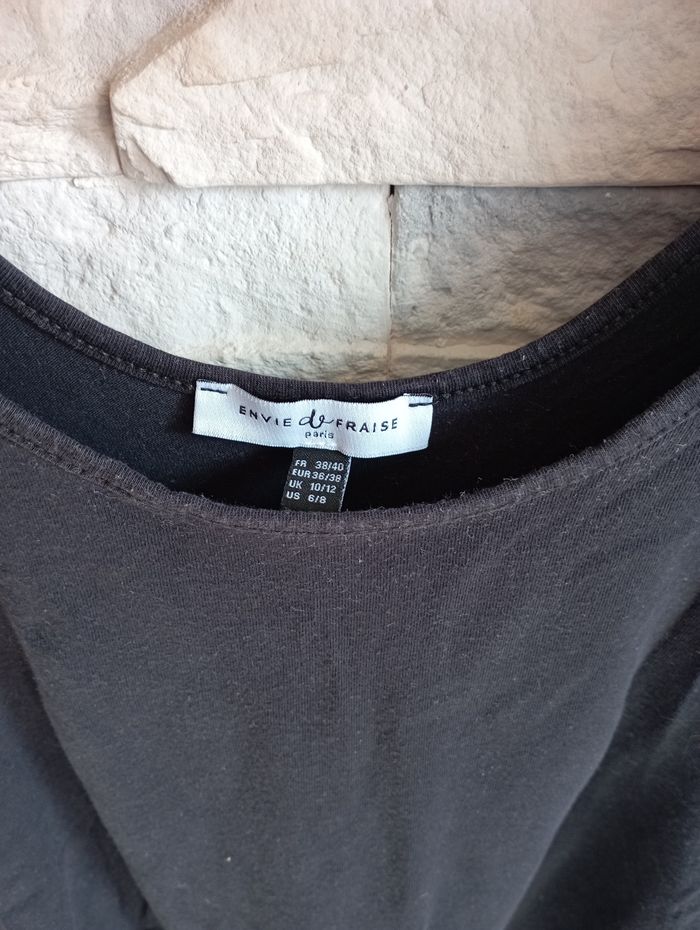 ENVIE de FRAISE
paris
FR 38/40
EUR 36/38
UK 10/12
US 6/8